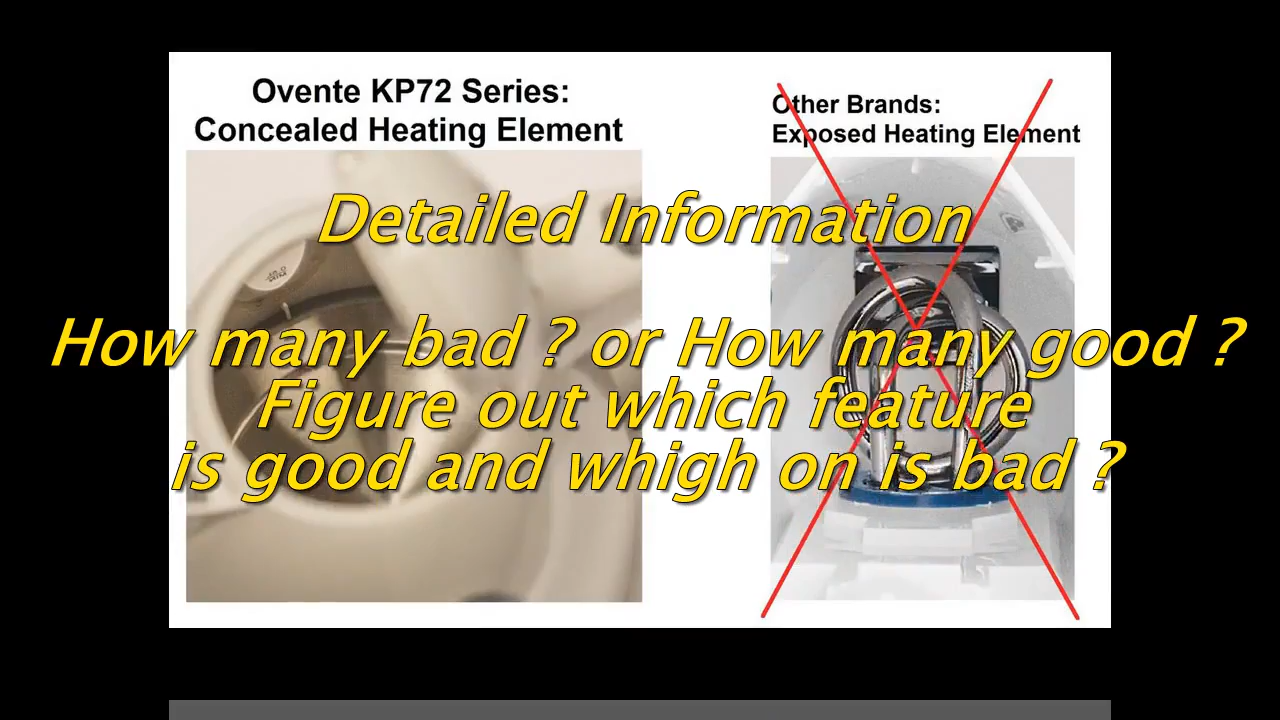 Ovente KP72 Series:
Concealed Heating Element
Other Brands:
Exposed Heating Element
Detailed Information
How many bad ? or How many good ?
Figure out which feature
is good and whigh on is bad ?